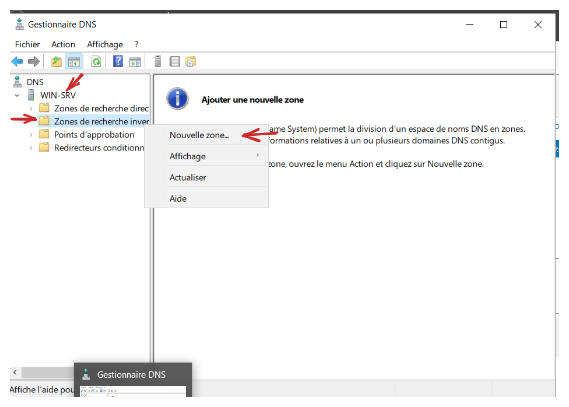 Gestionnaire DNS
Fichier Action Affichage ?
DNS
WIN-SRV
Zones de recherche direc
Zones de recherche inver
Points d'approbation
Redirecteurs conditionn
Ajouter une nouvelle zone
ame System) permet la division d'un espace de noms DNS en zones.
formations relatives à un ou plusieurs domaines DNS contigus.
zone, ouvrez le menu Action et cliquez sur Nouvelle zone.
Nouvelle zone...
Affichage
Actualiser
Aide
Gestionnaire DNS
Affiche l'aide pou